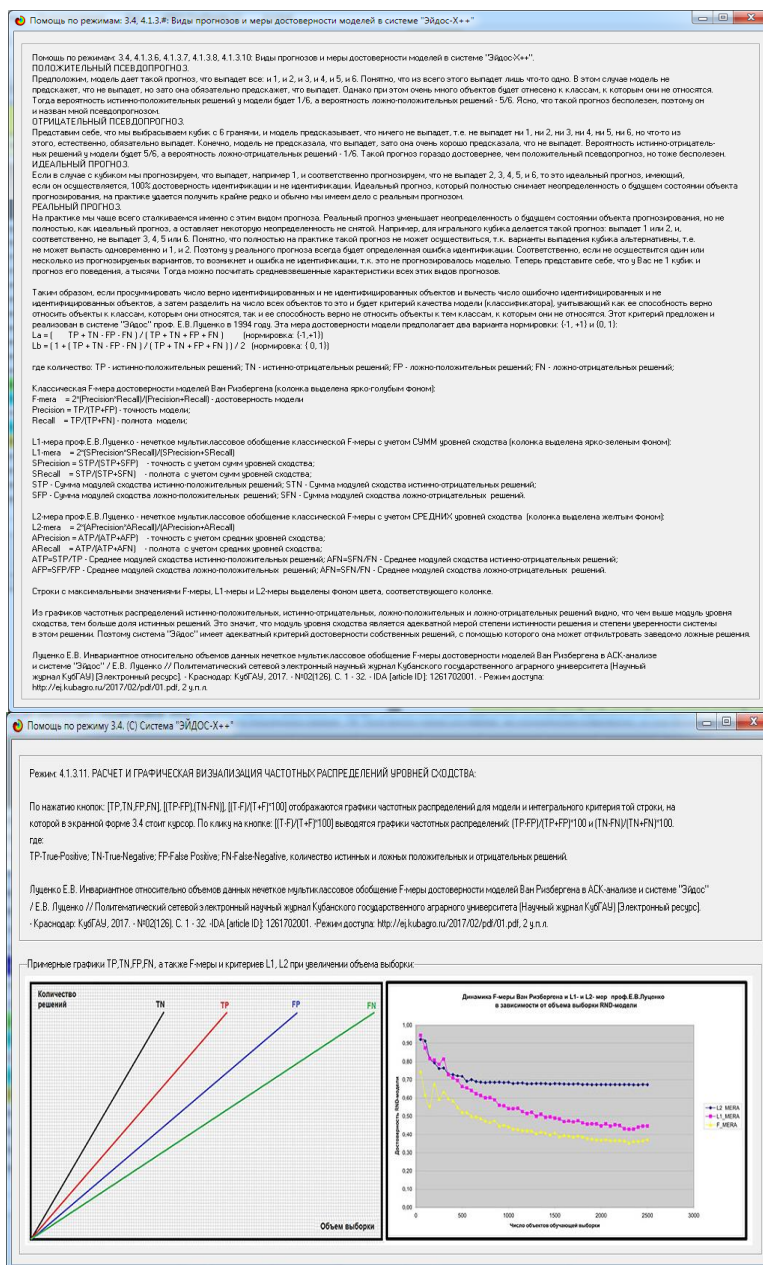 Помощь по режимам: 3.4, 4.1.3.#: Виды прогнозов и меры достоверности моделей в системе "Эйдос-Х++"
Помощь по режимам: 3.4, 4.1.3.6, 4.1.3.7, 4.1.3.8, 4.1.3.10: Виды прогнозов и меры достоверности моделей в системе "Эйдос-Х++".
ПОЛОЖИТЕЛЬНЫЙ ПСЕВДОПРОГНОЗ.
Предположим, модель дает такой прогноз, что выпадет все: и 1, и 2, и 3, и 4, и 5, и 6. Понятно, что из всего этого выпадет лишь что-то одно. В этом случае модель не
предскажет, что не выпадет, но зато она обязательно предскажет, что выпадет. Однако при этом очень много объектов будет отнесено к классам, к которым они не относятся.
Тогда вероятность истинно-положительных решений у модели будет 1/6, а вероятность ложно-положительных решений - 5/6. Ясно, что такой прогноз бесполезен, поэтому он
и назван мной псевдопрогнозом.
ОТРИЦАТЕЛЬНЫЙ ПСЕВДОПРОГНОЗ.
Представим себе, что мы выбрасываем кубик с 6 гранями, и модель предсказывает, что ничего не выпадет, т.е. не выпадет ни 1, ни 2, ни 3, ни 4, ни 5, ни 6, но что-то из
этого, естественно, обязательно выпадет. Конечно, модель не предсказала, что выпадет, зато она очень хорошо предсказала, что не выпадет. Вероятность истинно-отрицатель-
ных решений у модели будет 5/6, а вероятность ложно-отрицательных решений - 1/6. Такой прогноз гораздо достовернее, чем положительный псевдопрогноз, но тоже бесполезен.
ИДЕАЛЬНЫЙ ПРОГНОЗ.
Если в случае с кубиком мы прогнозируем, что выпадет, например 1, и соответственно прогнозируем, что не выпадет 2, 3, 4, 5, и 6, то это идеальный прогноз, имеющий,
если он осуществляется, 100% достоверность идентификации и не идентификации. Идеальный прогноз, который полностью снимает неопределенность о будущем состоянии объекта
прогнозирования, на практике удается получить крайне редко и обычно мы имеем дело с реальным прогнозом.
РЕАЛЬНЫЙ ПРОГНОЗ.
На практике мы чаще всего сталкиваемся именно с этим видом прогноза. Реальный прогноз уменьшает неопределенность о будущем состоянии объекта прогнозирования, но не
полностью, как идеальный прогноз, а оставляет некоторую неопределенность не снятой. Например, для игрального кубика делается такой прогноз: выпадет 1 или 2, и,
соответственно, не выпадет 3, 4, 5 или 6. Понятно, что полностью на практике такой прогноз не может осуществиться, т.к. варианты выпадения кубика альтернативны, т.е.
не может выпасть одновременно и 1, и 2. Поэтому у реального прогноза всегда будет определенная ошибка идентификации. Соответственно, если не осуществится один или
несколько из прогнозируемых вариантов, то возникнет и ошибка не идентификации, т.к. это не прогнозировалось моделью. Теперь представите себе, что у Вас не 1 кубик и
прогноз его поведения, а тысячи. Тогда можно посчитать средневзвешенные характеристики всех этих видов прогнозов.
Таким образом, если просуммировать число верно идентифицированных и не идентифицированных объектов и вычесть число ошибочно идентифицированных и не
идентифицированных объектов, а затем разделить на число всех объектов то это и будет критерий качества модели (классификатора), учитывающий как ее способность верно
относить объекты к классам, которым они относятся, так и ее способность верно не относить объекты к тем классам, к которым они не относятся. Этот критерий предложен и
реализован в системе "Эйдос" проф. Е.В.Луценко в 1994 году. Эта мера достоверности модели предполагает два варианта нормировки: {-1, +1} и {0, 1}:
La = ( TP + TN - FP - FN ) / ( TP + TN + FP + FN ) (нормировка: {-1,+1})
Lb = ( 1 + ( TP + TN - FP - FN ) / ( TP + TN + FP + FN ) ) / 2 (нормировка: { 0, 1})
где количество: TP - истинно-положительных решений; TN - истинно-отрицательных решений; FP - ложно-положительных решений; FN - ложно-отрицательных решений;
Классическая F-мера достоверности моделей Ван Ризбергена (колонка выделена ярко-голубым фоном):
F-mera = 2*(Precision*Recall)/(Precision+Recall) - достоверность модели
Precision = TP/(TP+FP) - точность модели;
Recall = TP/(TP+FN) - полнота модели;
L1-мера проф.Е.В.Луценко - нечеткое мультиклассовое обобщение классической F-меры с учетом СУММ уровней сходства (колонка выделена ярко-зеленым фоном):
L1-mera = 2*(SPrecision*SRecall)/(SPrecision+SRecall)
SPrecision = STP/(STP+SFP) - точность с учетом сумм уровней сходства;
SRecall = STP/(STP+SFN) - полнота с учетом сумм уровней сходства;
STP - Сумма модулей сходства истинно-положительных решений; STN - Сумма модулей сходства истинно-отрицательных решений;
SFP - Сумма модулей сходства ложно-положительных решений; SFN - Сумма модулей сходства ложно-отрицательных решений.
L2-мера проф.Е.В.Луценко - нечеткое мультиклассовое обобщение классической F-меры с учетом СРЕДНИХ уровней сходства (колонка выделена желтым фоном):
L2-mera = 2*(APrecision*ARecall)/(APrecision+ARecall)
APrecision = ATP/(ATP+AFP) - точность с учетом средних уровней сходства;
ARecall = ATP/(ATP+AFN) - полнота с учетом средних уровней сходства;
ATP=STP/TP - Среднее модулей сходства истинно-положительных решений; AFN=SFN/FN - Среднее модулей сходства истинно-отрицательных решений;
AFP=SFP/FP - Среднее модулей сходства ложно-положительных решений; AFN=SFN/FN - Среднее модулей сходства ложно-отрицательных решений.
Строки с максимальными значениями F-меры, L1-меры и L2-меры выделены фоном цвета, соответствующего колонке.
Из графиков частотных распределений истинно-положительных, истинно-отрицательных, ложно-положительных и ложно-отрицательных решений видно, что чем выше модуль уровня
сходства, тем больше доля истинных решений. Это значит, что модуль уровня сходства является адекватной мерой степени истинности решения и степени уверенности системы
в этом решении. Поэтому система "Эйдос" имеет адекватный критерий достоверности собственных решений, с помощью которого она может отфильтровать заведомо ложные решения.
Луценко Е.В. Инвариантное относительно объемов данных нечеткое мультиклассовое обобщение F-меры достоверности моделей Ван Ризбергена в АСК-анализе
и системе "Эйдос" / Е.В. Луценко // Политематический сетевой электронный научный журнал Кубанского государственного аграрного университета (Научный
журнал КубГАУ) [Электронный ресурс]. - Краснодар: КубГАУ, 2017. - №02(126). С. 1 - 32. - IDA [article ID]: 1261702001. - Режим доступа:
http://ej.kubagro.ru/2017/02/pdf/01.pdf, 2 у.п.л.
Помощь по режиму 3.4. (С) Система "ЭЙДОС-Х++"
Режим: 4.1.3.11. РАСЧЕТ И ГРАФИЧЕСКАЯ ВИЗУАЛИЗАЦИЯ ЧАСТОТНЫХ РАСПРЕДЕЛЕНИЙ УРОВНЕЙ СХОДСТВА:
По нажатию кнопок: [TP,TN,FP,FN], [(TP-FP),(TN-FN)], [(T-F)/(T+F)*100] отображаются графики частотных распределений для модели и интегрального критерия той строки, на
которой в экранной форме 3.4 стоит курсор. По клику на кнопке: [(T-F)/(T+F)*100] выводятся графики частотных распределений: (TP-FP)/(TP+FP)*100 и (TN-FN)/(TN+FN)*100.
где:
TP-True-Positive; TN-True-Negative; FP-False Positive; FN-False-Negative, количество истинных и ложных положительных и отрицательных решений.
Луценко Е.В. Инвариантное относительно объемов данных нечеткое мультиклассовое обобщение F-меры достоверности моделей Ван Ризбергена в АСК-анализе и системе "Эйдос"
/ Е.В. Луценко // Политематический сетевой электронный научный журнал Кубанского государственного аграрного университета (Научный журнал КубГАУ) [Электронный ресурс].
- Краснодар: КубГАУ, 2017. - №02(126). С. 1 - 32. -IDA [article ID]: 1261702001. -Режим доступа: http://ej.kubagro.ru/2017/02/pdf/01.pdf, 2 у.п.л.
Примерные графики TP,TN,FP,FN, а также F-меры и критериев L1, L2 при увеличении объема выборки:
Количество
решений
TN
TP
FP
FN
Объем выборки
Динамика F-меры Ван Ризбергена и L1- и L2- мер проф.Е.В.Луценко
в зависимости от объема выборки RND-модели
Достоверность RND-модели
1,00
0,90
0,80
0,70
0,60
0,50
0,40
0,30
0,20
0,10
0,00
0
500
1000
1500
2000
2500
3000
Число объектов обучающей выборки
L2_MERA
L1_MERA
F_MERA